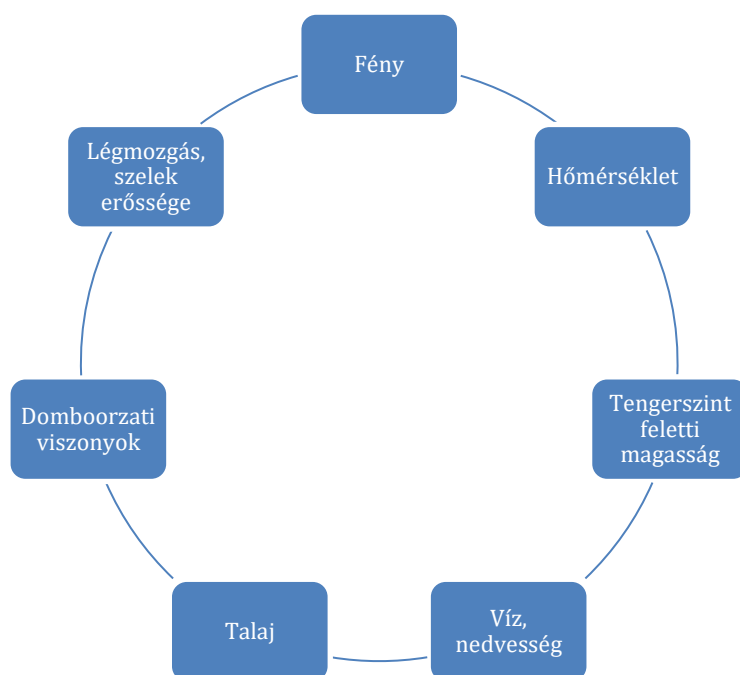 Fény
Hőmérséklet
Tengerszint
feletti
magasság
Víz,
nedvesség
Talaj
Domboorzati
viszonyok
Légmozgás,
szelek
erőssége